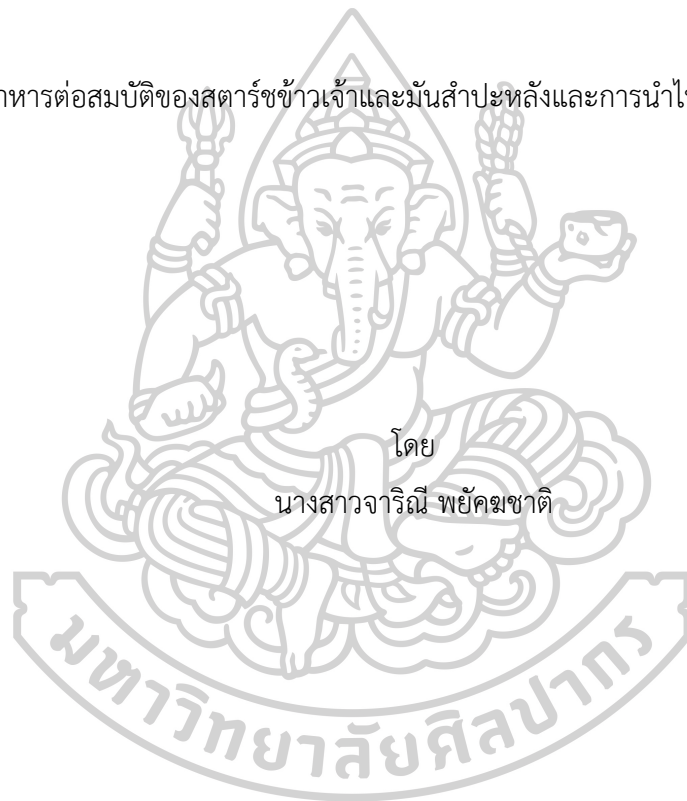 าหารต่อสมบัติของสตาร์ชข้าวเจ้าและมันสำปะหลังและการนำไป
โดย
นางสาวจาริณี พยัคฆชาติ
มหาวิทยาลัยศิลปากร